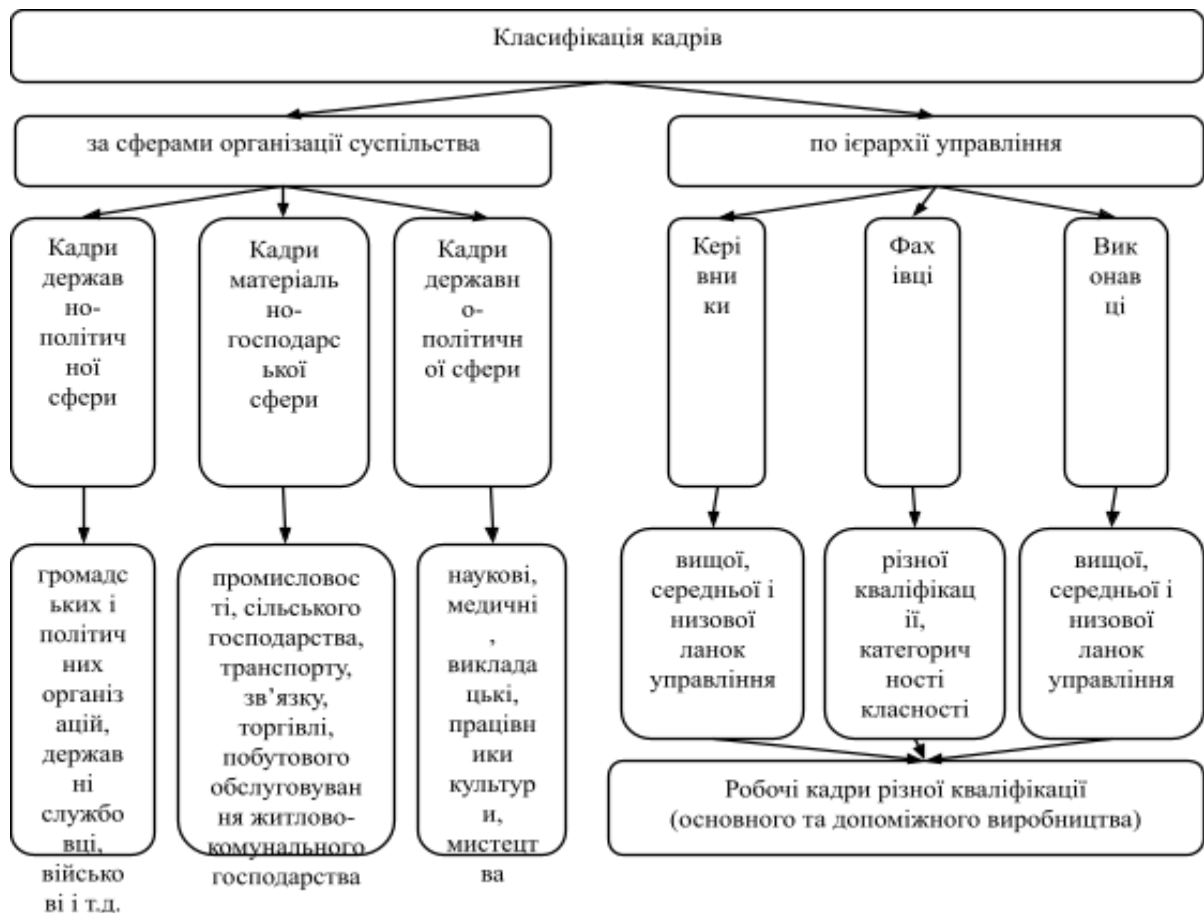 Класифікація кадрів
за сферами організації суспільства
по ієрархії управління
Кадри
держав
но-
політич
ної
сфери
Кадри
матеріаль
но-
господарс
ької
сфери
Кадри
державн
о-
політичн
ої сфери
Кері
вни
ки
Фах
івці
Вик
онав
ці
громадс
ьких і
політич
них
організ
ацій,
державн
ні
службо
вці,
військо
ві і т.д.
промисловос
ті, сільського
господарства,
транспорту,
зв’язку,
торгівлі,
побутового
обслуговуван
ня житлово-
комунального
господарства
наукові,
медичні
,
виклада
цькі,
працівн
ики
культур
и,
мистецт
ва
вищої,
середньої і
низової
ланок
управління
різної
кваліфікац
ії,
категорич
ності
класності
вищої,
середньої і
низової
ланок
управління
Робочі кадри різної кваліфікації
(основного та допоміжного виробництва)